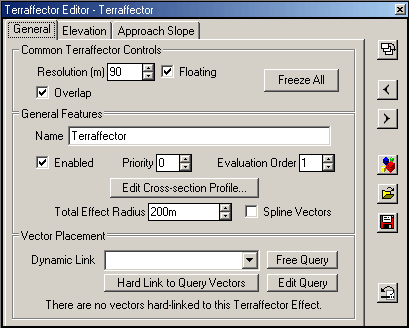 Terraffector Editor - Terraffector
General Elevation Approach Slope
Common Terraffector Controls
Resolution (m) 90 Floating
Freeze All
Overlap
General Features
Name Terraffector
Enabled Priority 0 Evaluation Order 1
Edit Cross-section Profile...
Total Effect Radius 200m Spline Vectors
Vector Placement
Dynamic Link Free Query
Hard Link to Query Vectors Edit Query
There are no vectors hard-linked to this Terraffector Effect.